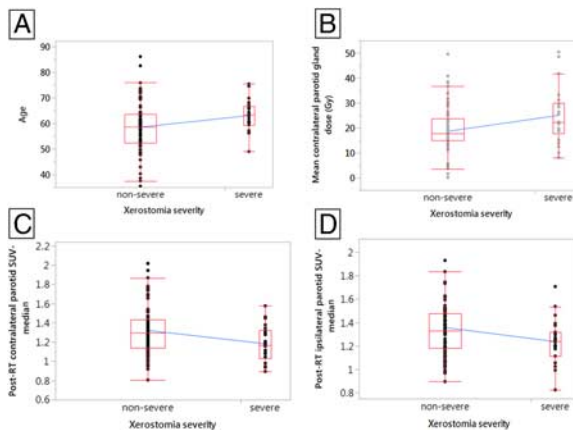 A
90
80
70
60
50
40
Age
non-severe
severe
Xerostomia severity
B
50
40
30
20
10
0
Mean contralateral parotid gland
dose (Gy)
non-severe
severe
Xerostomia severity
C
2.2
2
1.8
1.6
1.4
1.2
1
0.8
0.6
Post-RT contralateral parotid SUV-
median
non-severe
severe
Xerostomia severity
D
2
1.8
1.6
1.4
1.2
1
0.8
Post-RT ipsilateral parotid SUV-
median
non-severe
severe
Xerostomia severity